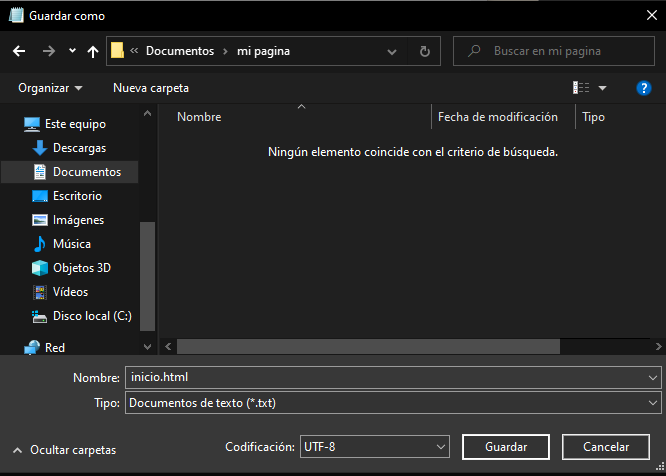 Guardar como
Documentos
mi pagina
Buscar en mi pagina
Organizar
Nueva carpeta
?
Este equipo
Descargas
Documentos
Escritorio
Imágenes
Música
Objetos 3D
Vídeos
Disco local (C:)
Red
Nombre
Fecha de modificación
Tipo
Ningún elemento coincide con el criterio de búsqueda.
Nombre: inicio.html
Tipo: Documentos de texto (*.txt)
Ocultar carpetas
Codificación: UTF-8
Guardar
Cancelar